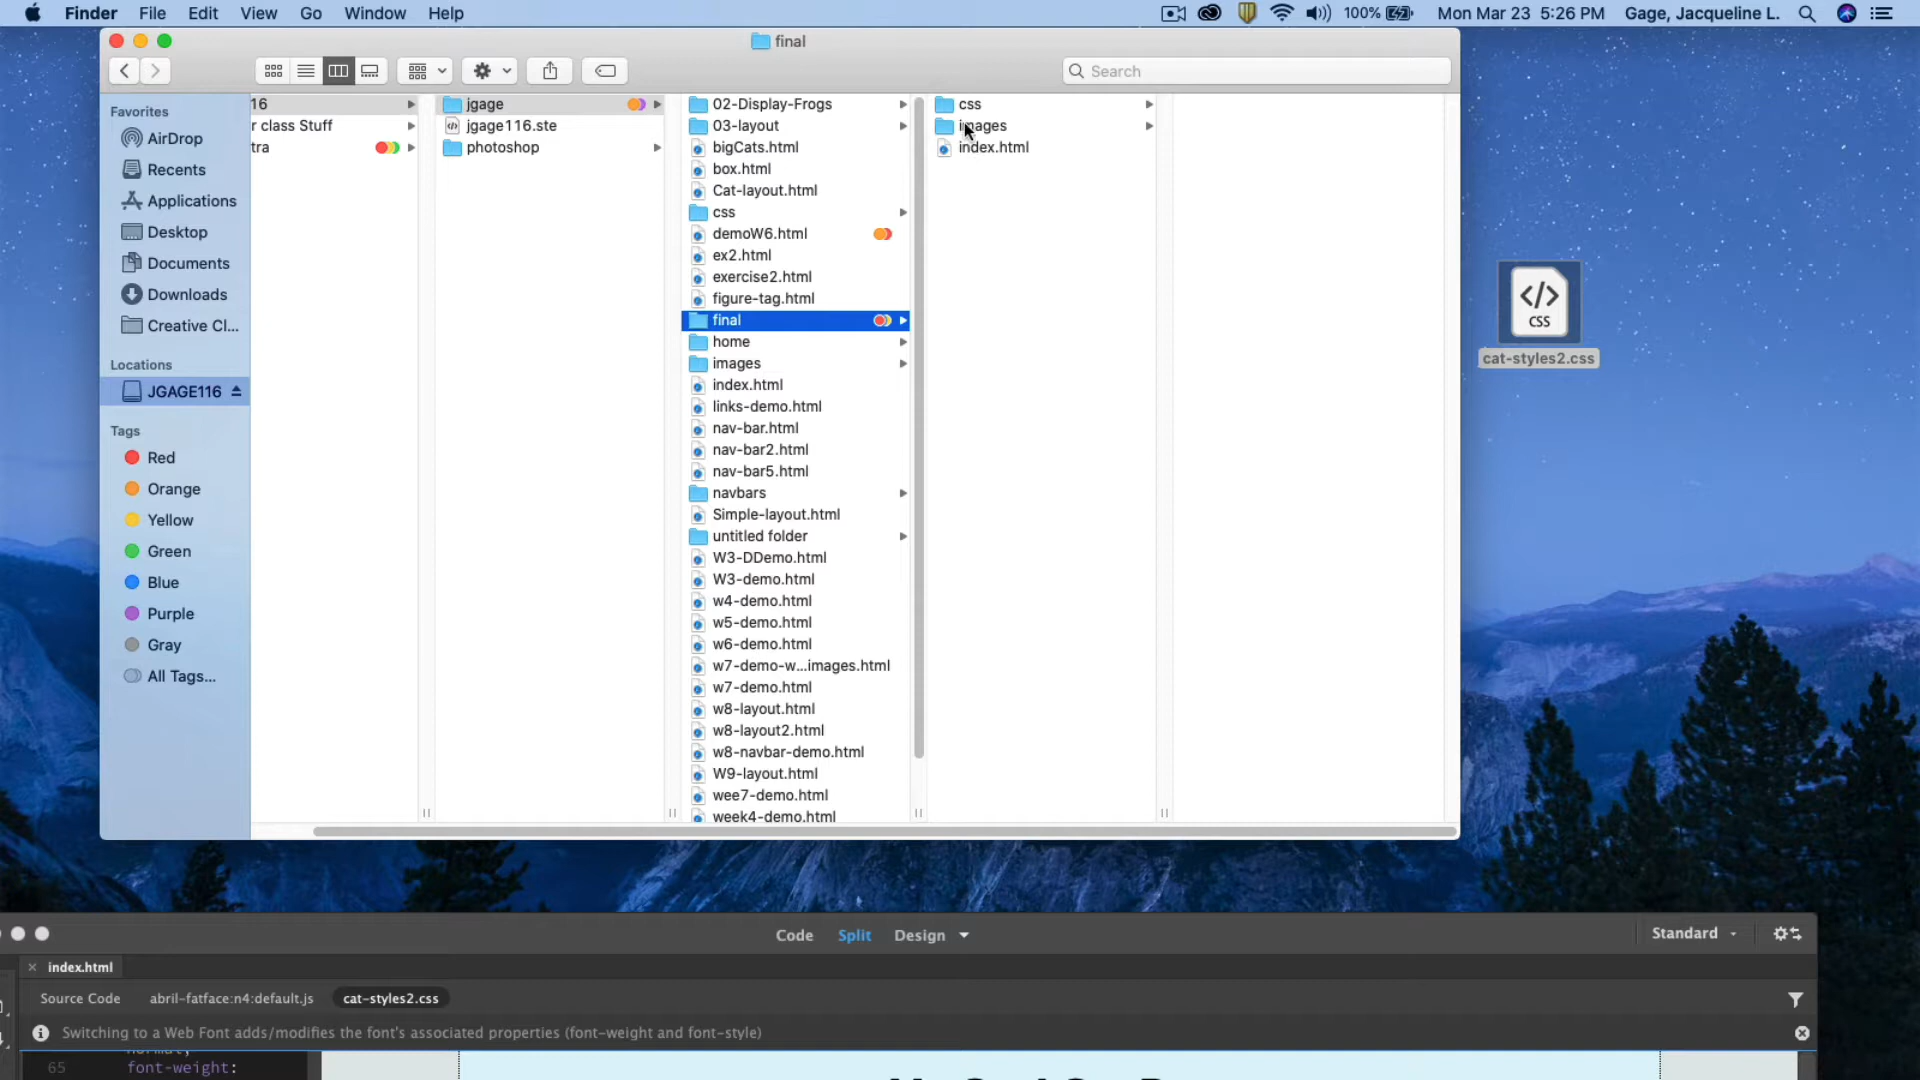 Finder File Edit View Go Window Help
100% Mon Mar 23 5:26 PM Gage, Jacqueline L.
final
Search
Favorites
AirDrop
Recents
Applications
Desktop
Documents
Downloads
Creative Cl...
Locations
JGAGE116
Tags
Red
Orange
Yellow
Green
Blue
Purple
Gray
All Tags...
16
r class Stuff
tra
jgage
jgage116.ste
photoshop
02-Display-Frogs
03-layout
bigCats.html
box.html
Cat-layout.html
css
demoW6.html
ex2.html
exercise2.html
figure-tag.html
final
home
images
index.html
links-demo.html
nav-bar.html
nav-bar2.html
nav-bar5.html
navbars
Simple-layout.html
untitled folder
W3-DDemo.html
W3-demo.html
w4-demo.html
w5-demo.html
w6-demo.html
w7-demo-w...images.html
w7-demo.html
w8-layout.html
w8-layout2.html
w8-navbar-demo.html
W9-layout.html
wee7-demo.html
week4-demo.html
css
images
index.html
</>
CSS
cat-styles2.css
Code Split Design
Standard
index.html
Source Code abril-fatface:n4:default.js cat-styles2.css
Switching to a Web Font adds/modifies the font's associated properties (font-weight and font-style)
65 font-weight: